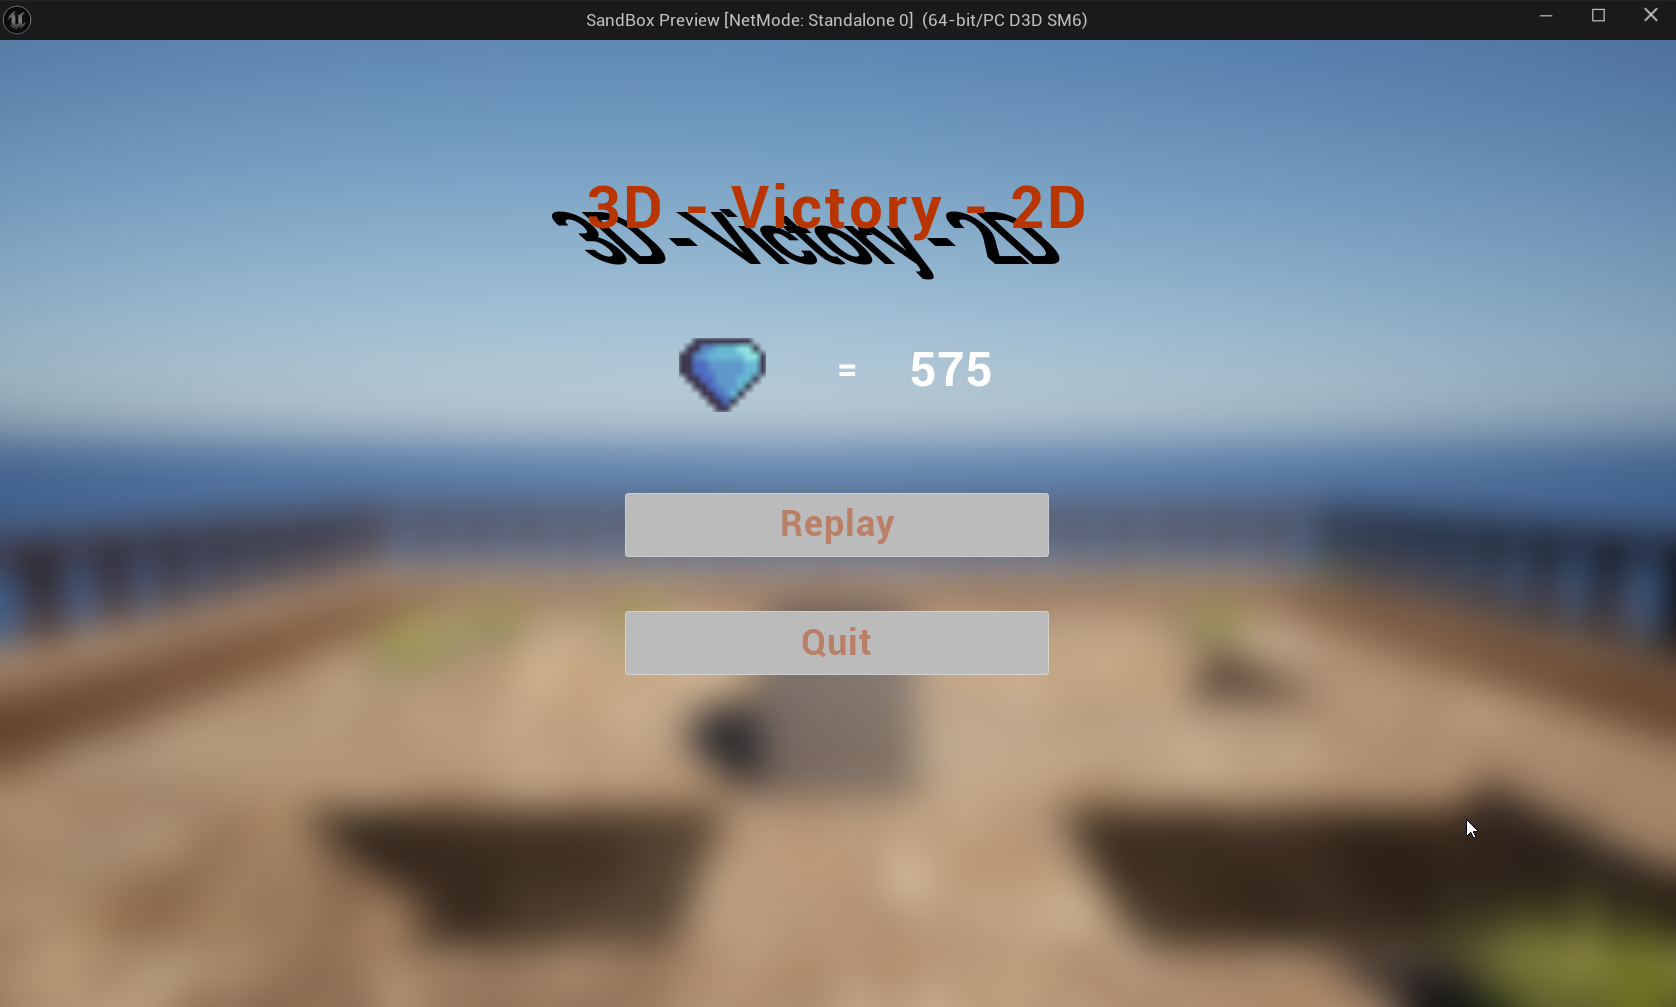 SandBox Preview [NetMode: Standalone 0] (64-bit/PC D3D SM6)
3D - Victory - 2D
3D - Victory - 2D
= 575
Replay
Quit